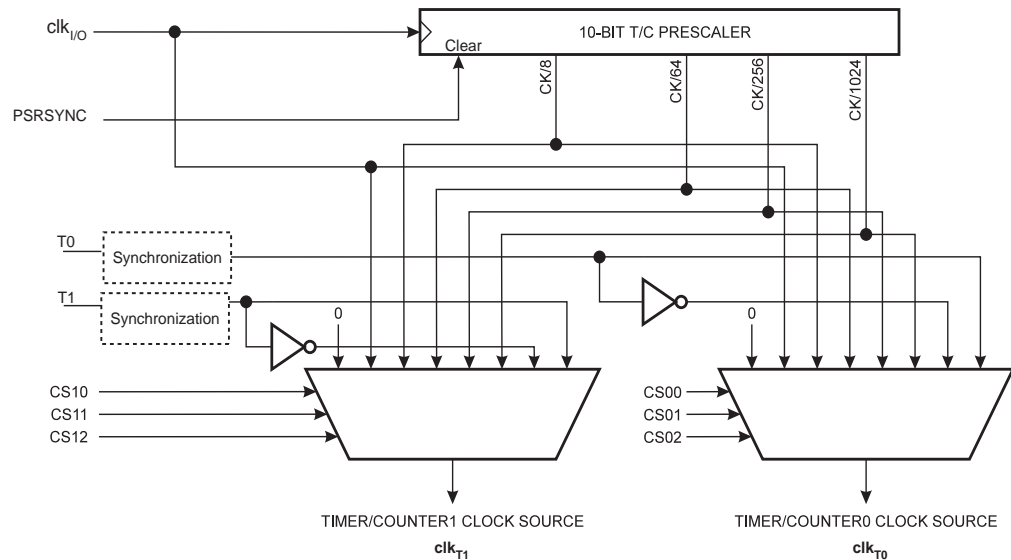 clkI/O
10-BIT T/C PRESCALER
Clear
CK/8
CK/64
CK/256
CK/1024
PSRSYNC
T0
Synchronization
T1
Synchronization
0
0
CS10
CS11
CS12
CS00
CS01
CS02
TIMER/COUNTER1 CLOCK SOURCE
clkT1
TIMER/COUNTER0 CLOCK SOURCE
clkT0